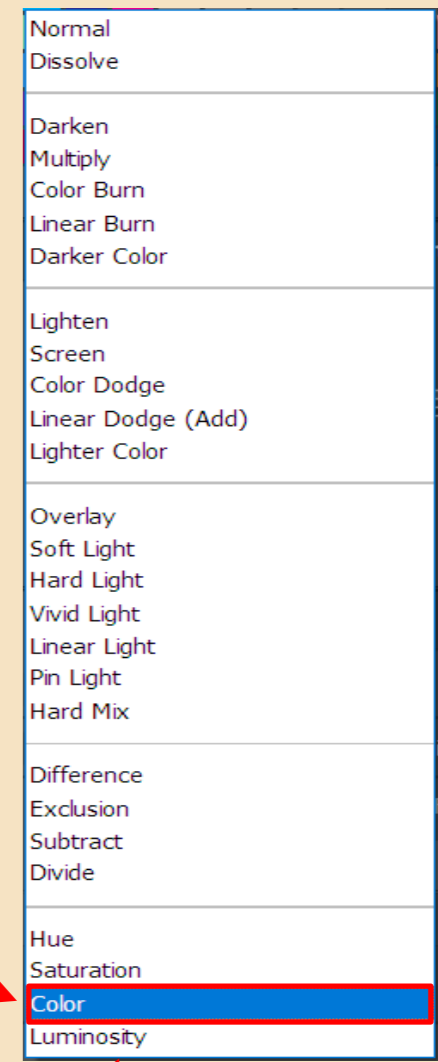 Normal
Dissolve
Darken
Multiply
Color Burn
Linear Burn
Darker Color
Lighten
Screen
Color Dodge
Linear Dodge (Add)
Lighter Color
Overlay
Soft Light
Hard Light
Vivid Light
Linear Light
Pin Light
Hard Mix
Difference
Exclusion
Subtract
Divide
Hue
Saturation
Color
Luminosity